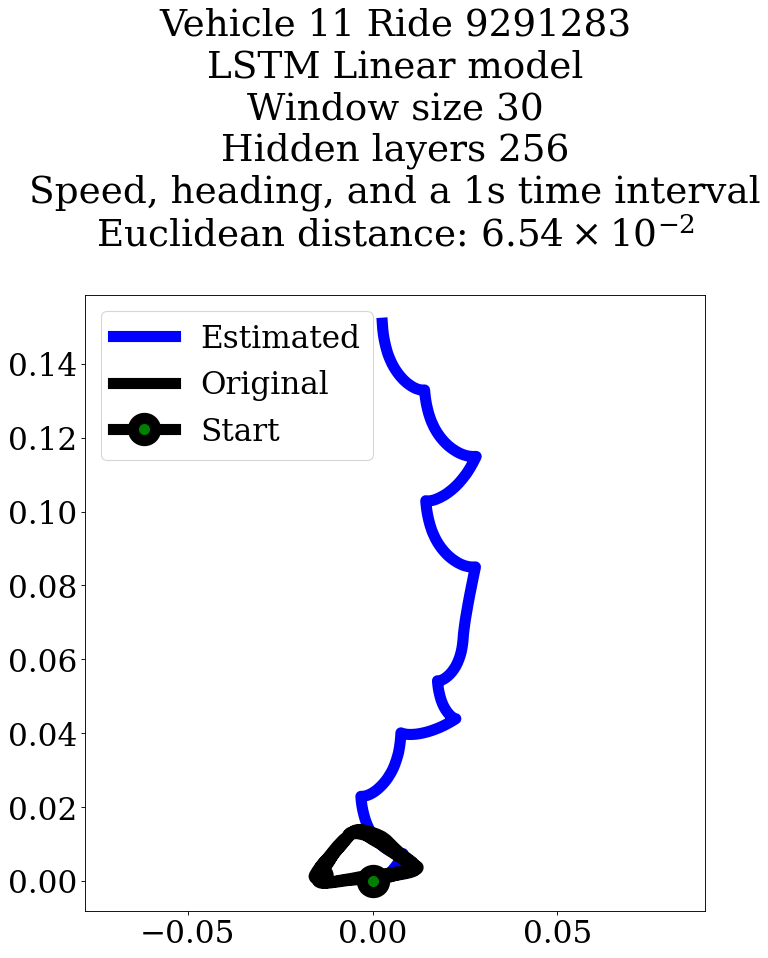 Vehicle 11 Ride 9291283
LSTM Linear model
Window size 30
Hidden layers 256
Speed, heading, and a 1s time interval
Euclidean distance: 6.54 × 10⁻²
Estimated
Original
Start
0.14
0.12
0.10
0.08
0.06
0.04
0.02
0.00
−0.05 0.00 0.05